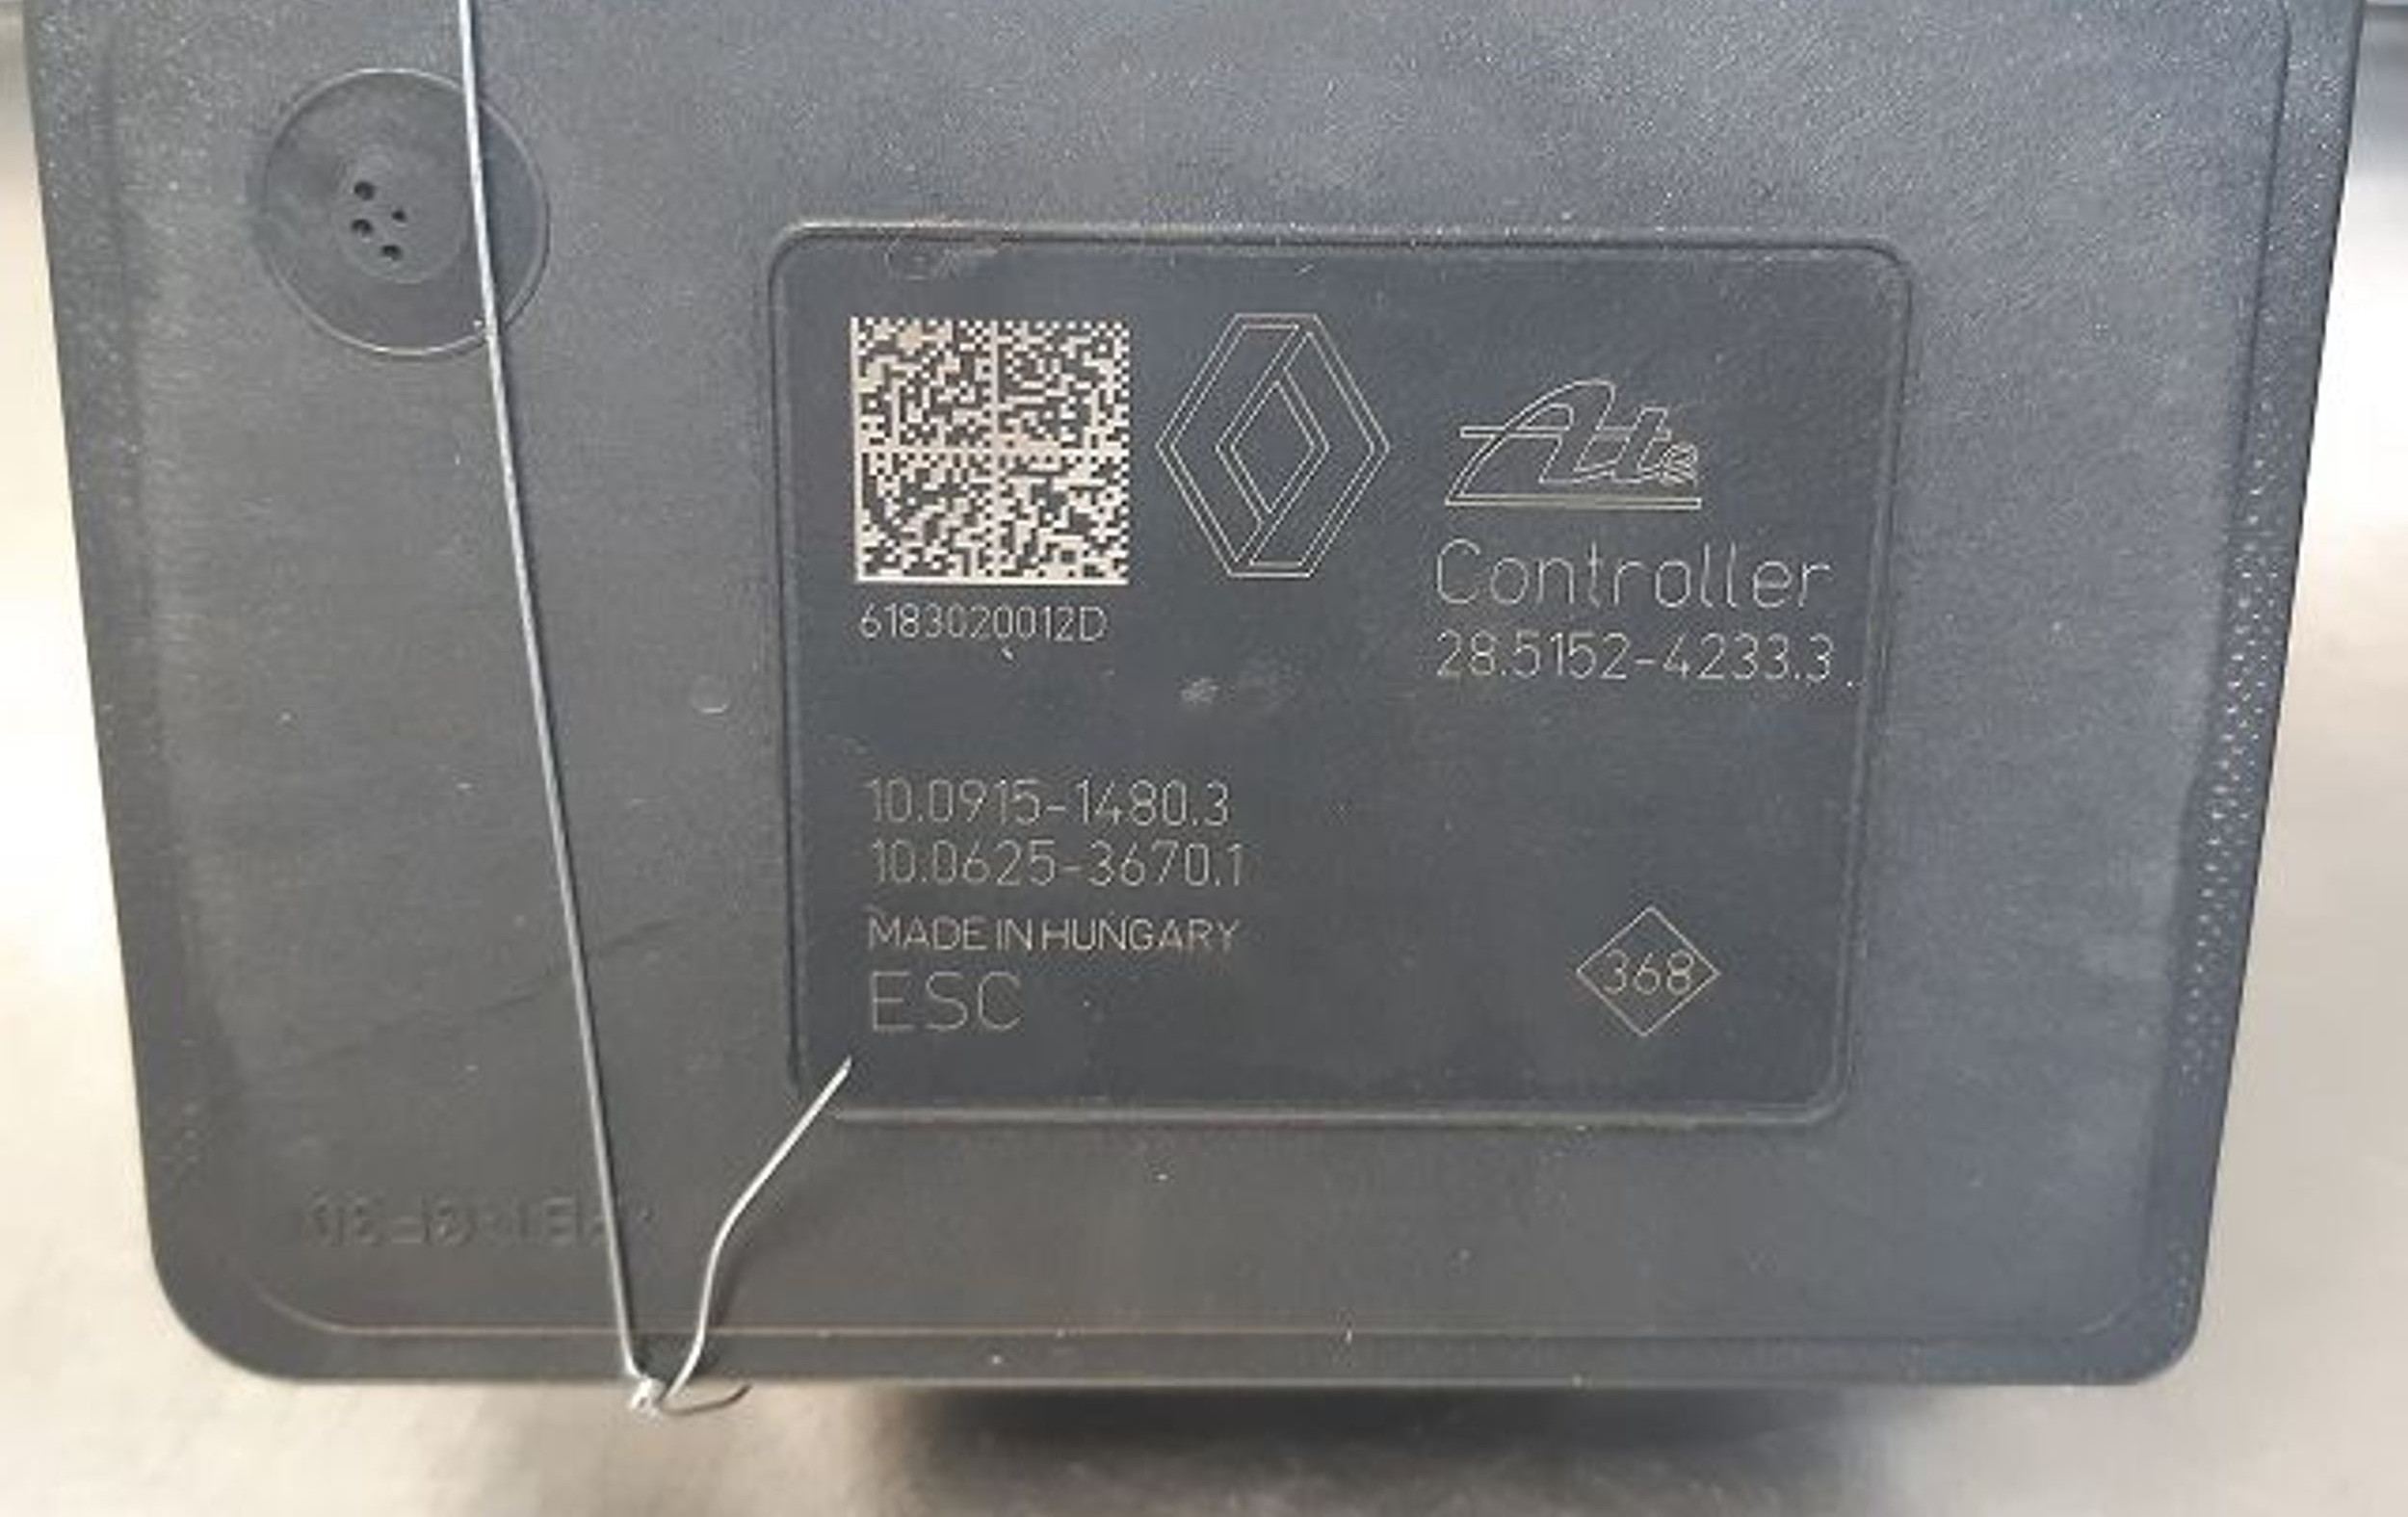 Ate
6183020012D
Controller
28.5152-4233.3
10.0915-1480.3
10.0625-3670.1
MADE IN HUNGARY
ESC
368